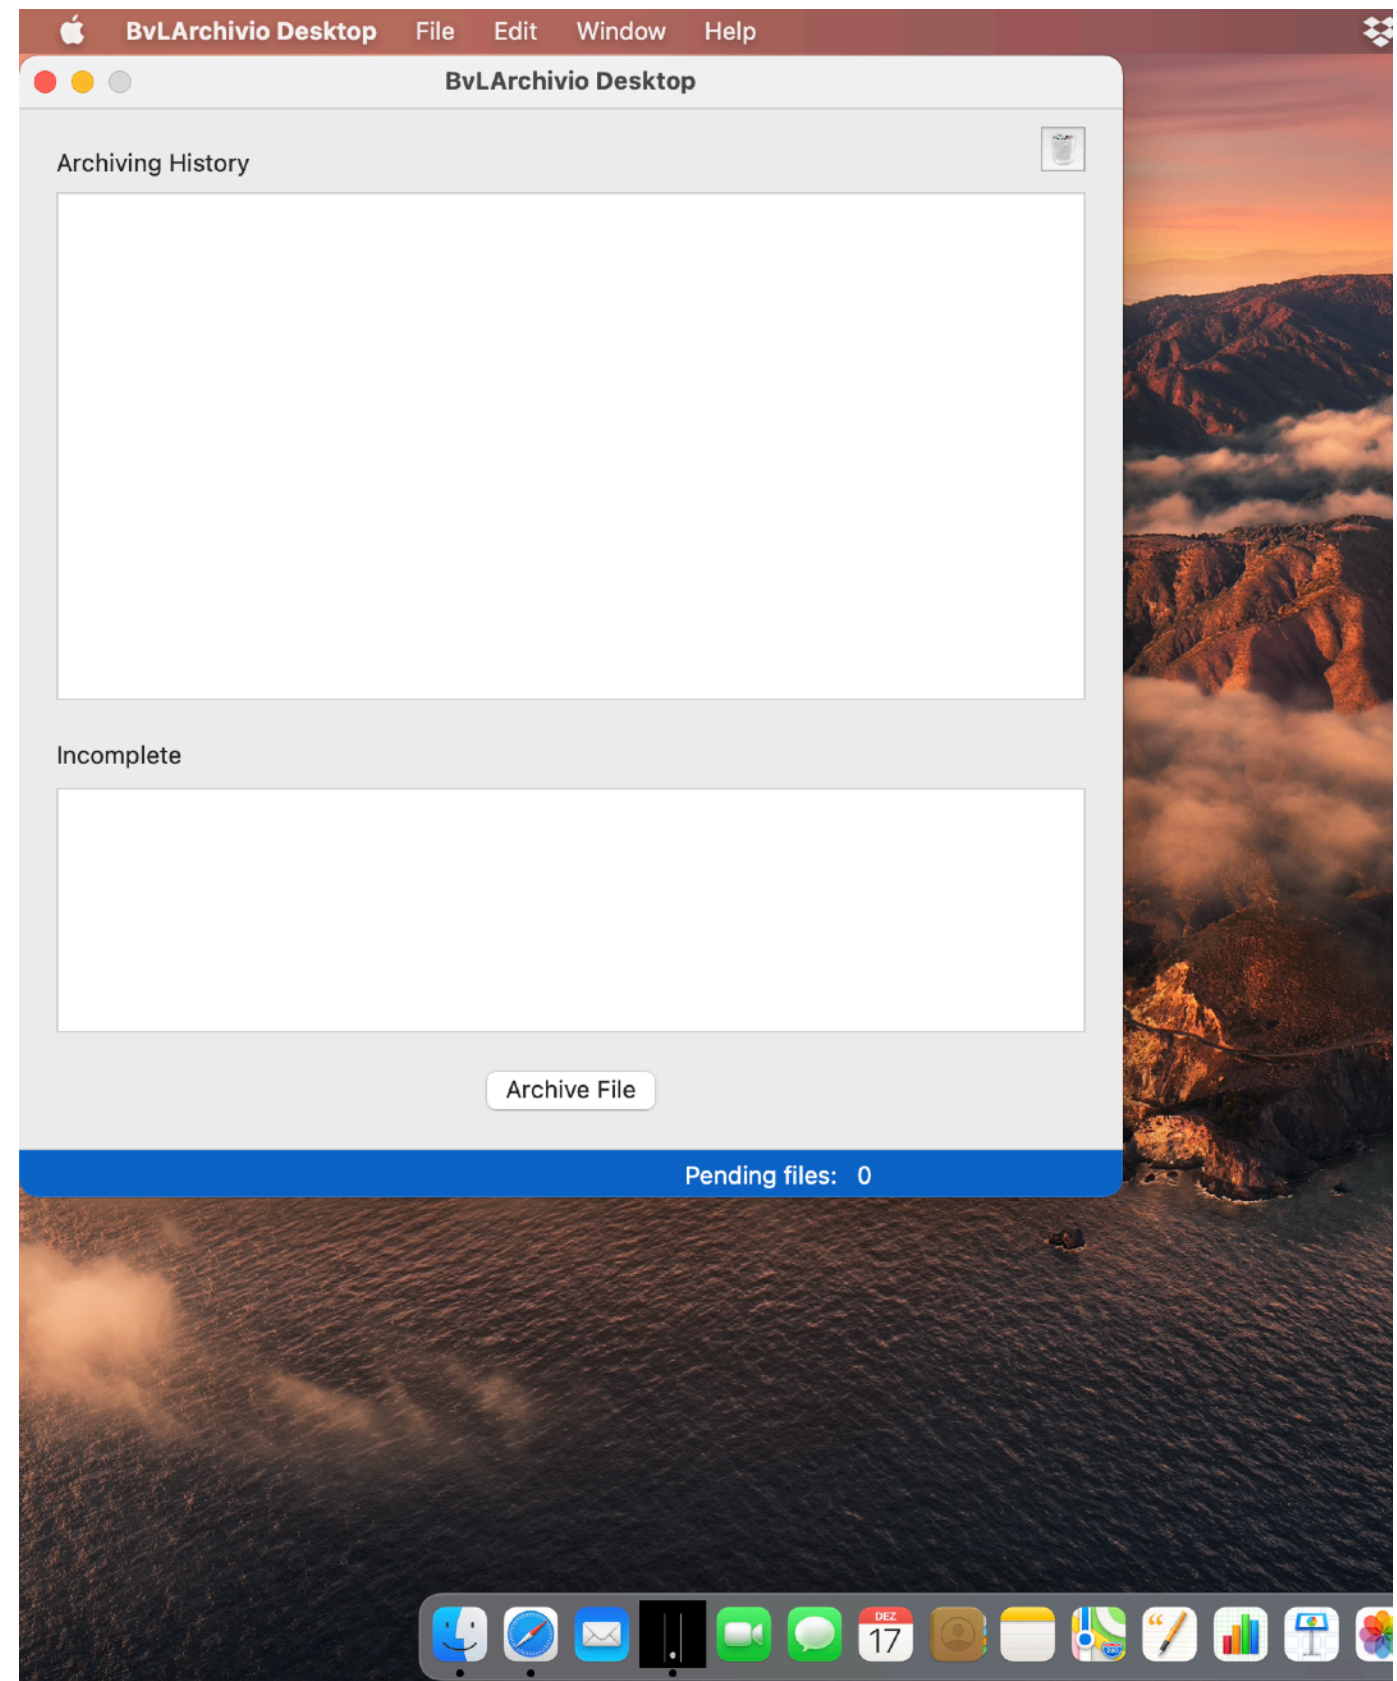 BvLArchivio Desktop File Edit Window Help
BvLArchivio Desktop
Archiving History
Incomplete
Archive File
Pending files: 0
DEZ
17